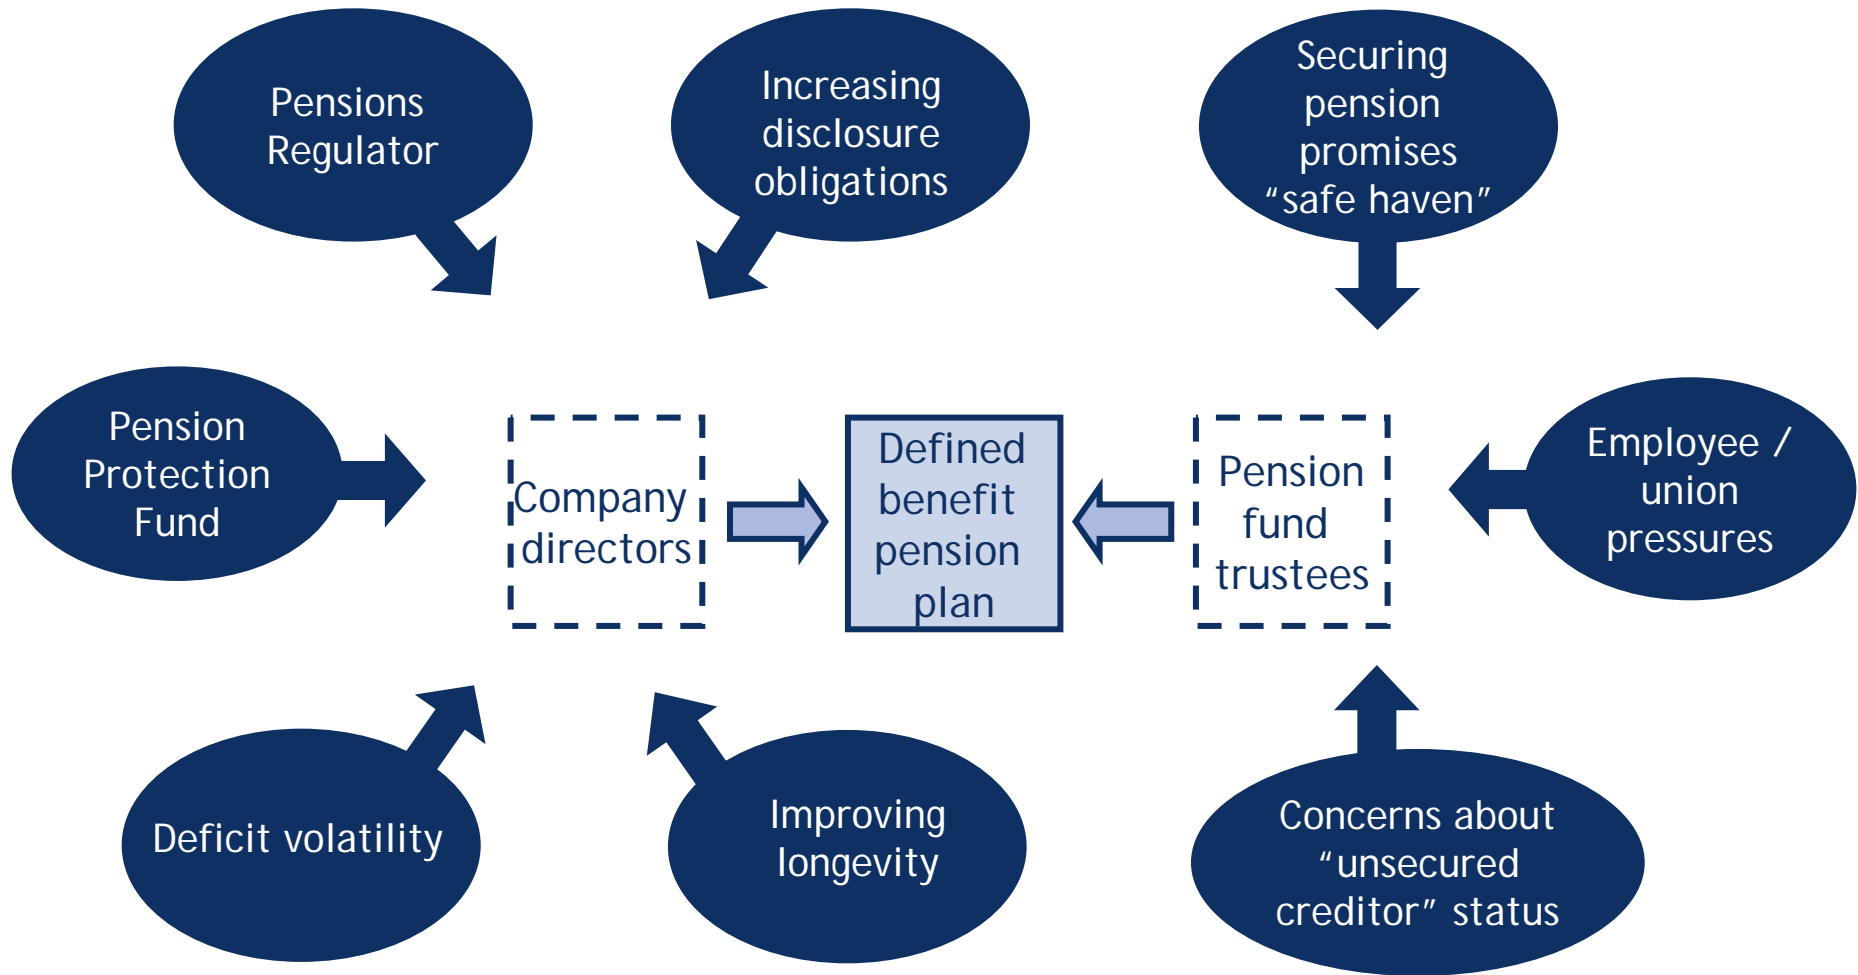 Pensions
Regulator
Increasing
disclosure
obligations
Securing
pension
promises
“safe haven”
Pension
Protection
Fund
Company
directors
Defined
benefit
pension
plan
Pension
fund
trustees
Employee /
union
pressures
Deficit volatility
Improving
longevity
Concerns about
“unsecured
creditor” status